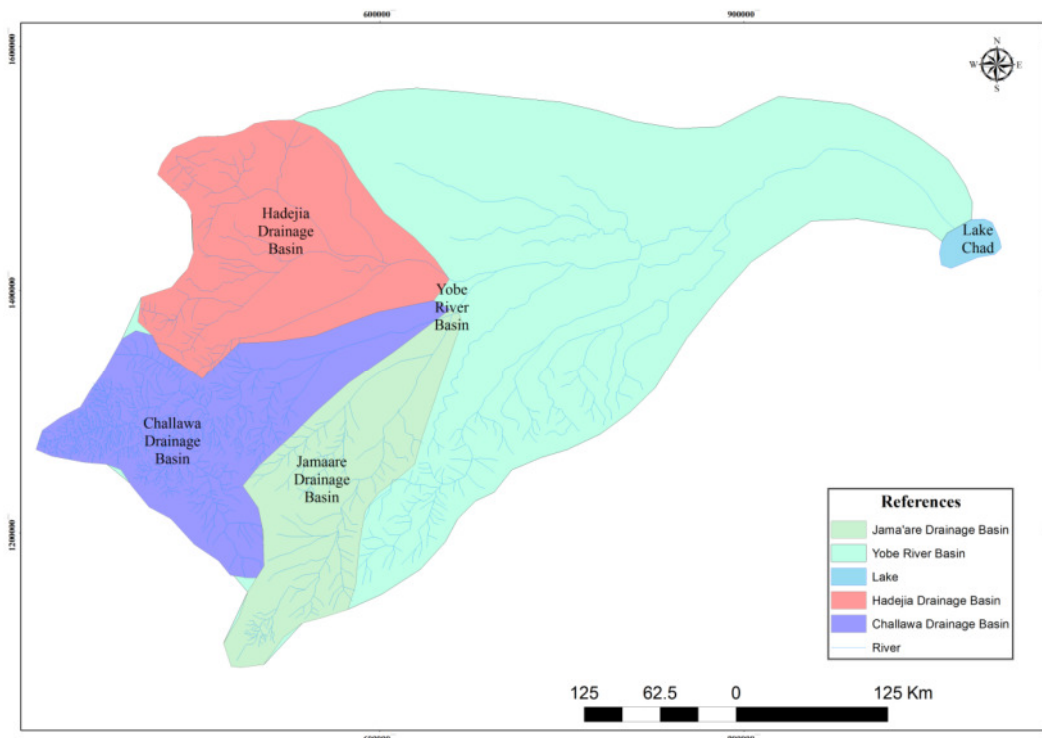 600000
900000
1600000
N
W
E
S
Hadejia
Drainage
Basin
Lake
Chad
1400000
Yobe
River
Basin
Challawa
Drainage
Basin
Jamaare
Drainage
Basin
1200000
References
Jama'are Drainage Basin
Yobe River Basin
Lake
Hadejia Drainage Basin
Challawa Drainage Basin
River
125 62.5 0 125 Km